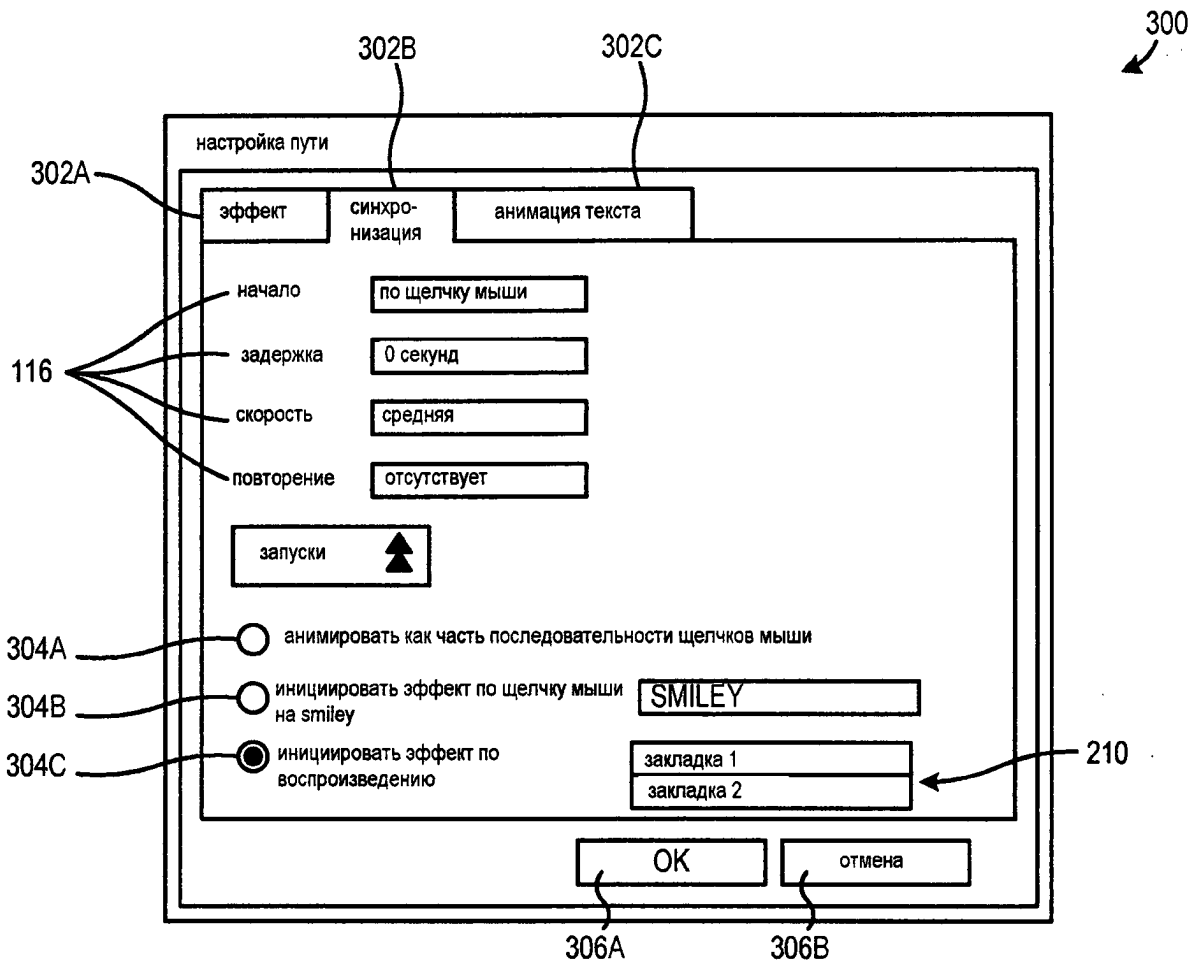 300
302B
302C
настройка пути
302A
эффект
синхро-
низация
анимация текста
начало
по щелчку мыши
задержка
0 секунд
116
скорость
средняя
повторение
отсутствует
запуски
304A
анимировать как часть последовательности щелчков мыши
304B
инициировать эффект по щелчку мыши
на smiley
SMILEY
304C
инициировать эффект по
воспроизведению
закладка 1
закладка 2
210
OK
отмена
306A
306B